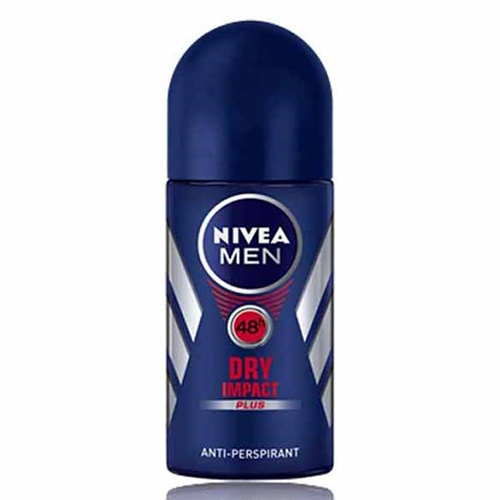 NIVEA
MEN
48h
DRY
IMPACT
PLUS
ANTI-PERSPIRANT